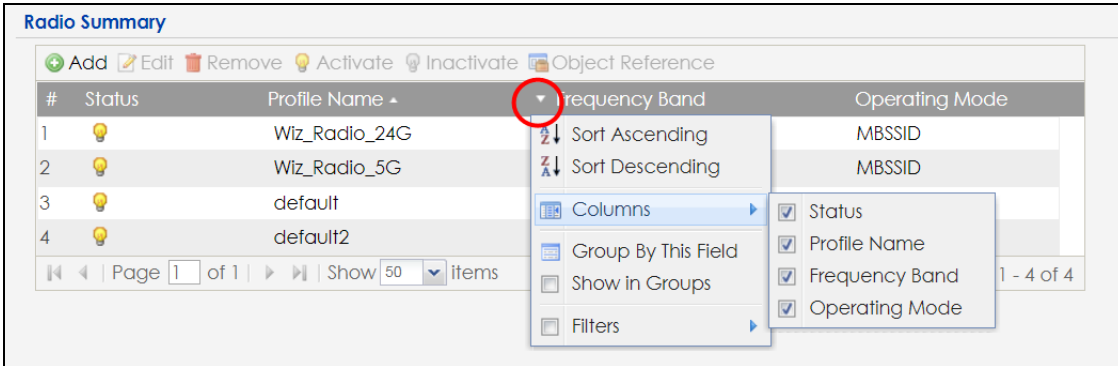 Radio Summary
Add Edit Remove Activate Inactivate Object Reference
# Status Profile Name Frequency Band Operating Mode
1 Wiz_Radio_24G MBSSID
2 Wiz_Radio_5G MBSSID
3 default
4 default2
Page 1 of 1 Show 50 items 1 - 4 of 4
Sort Ascending
Sort Descending
Columns
Group By This Field
Show in Groups
Filters
Status
Profile Name
Frequency Band
Operating Mode